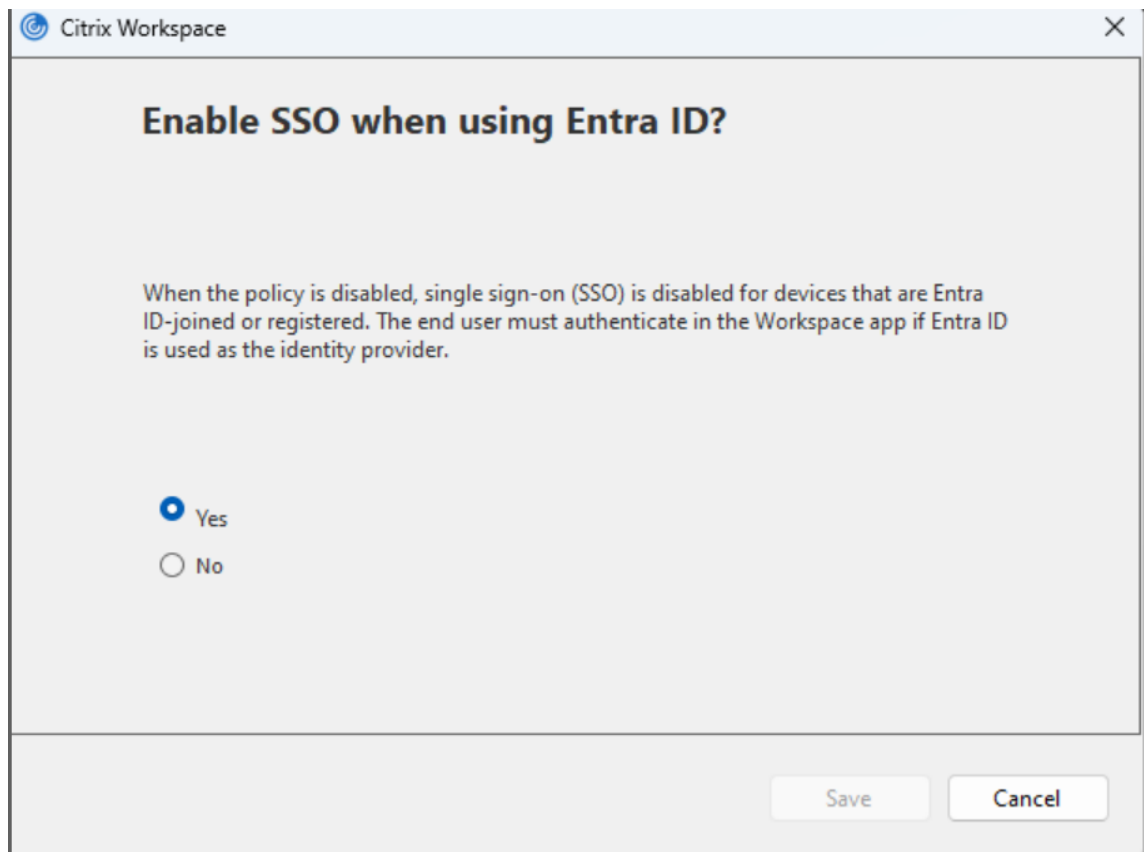 Citrix Workspace
Enable SSO when using Entra ID?
When the policy is disabled, single sign-on (SSO) is disabled for devices that are Entra
ID-joined or registered. The end user must authenticate in the Workspace app if Entra ID
is used as the identity provider.
Yes
No
Save
Cancel